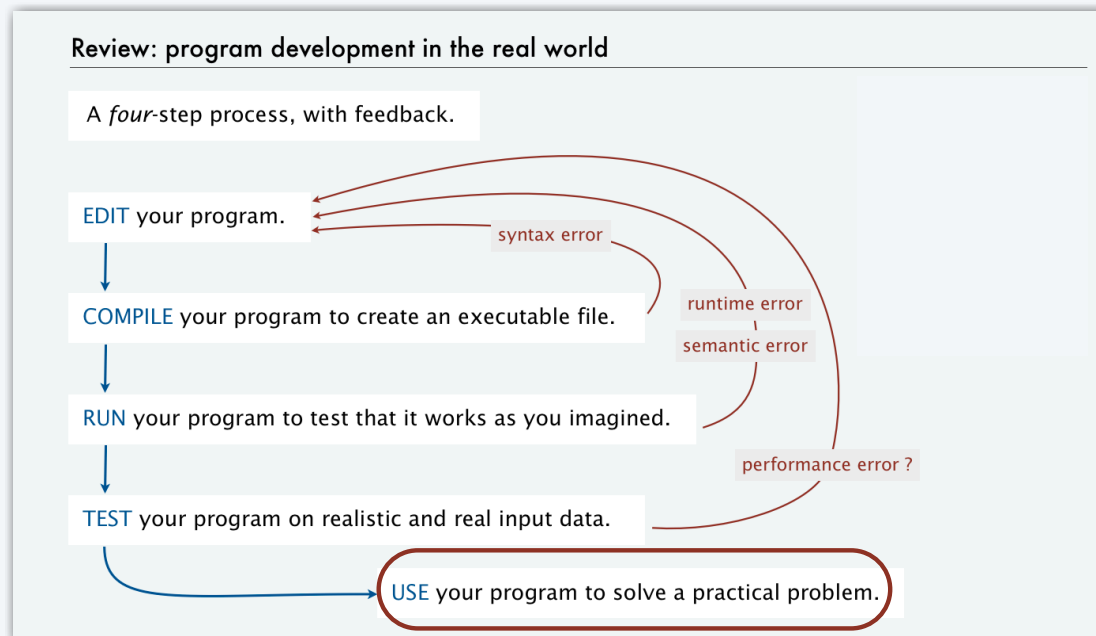 Review: program development in the real world
A four-step process, with feedback.
EDIT your program.
syntax error
COMPILE your program to create an executable file.
runtime error
semantic error
RUN your program to test that it works as you imagined.
performance error ?
TEST your program on realistic and real input data.
USE your program to solve a practical problem.